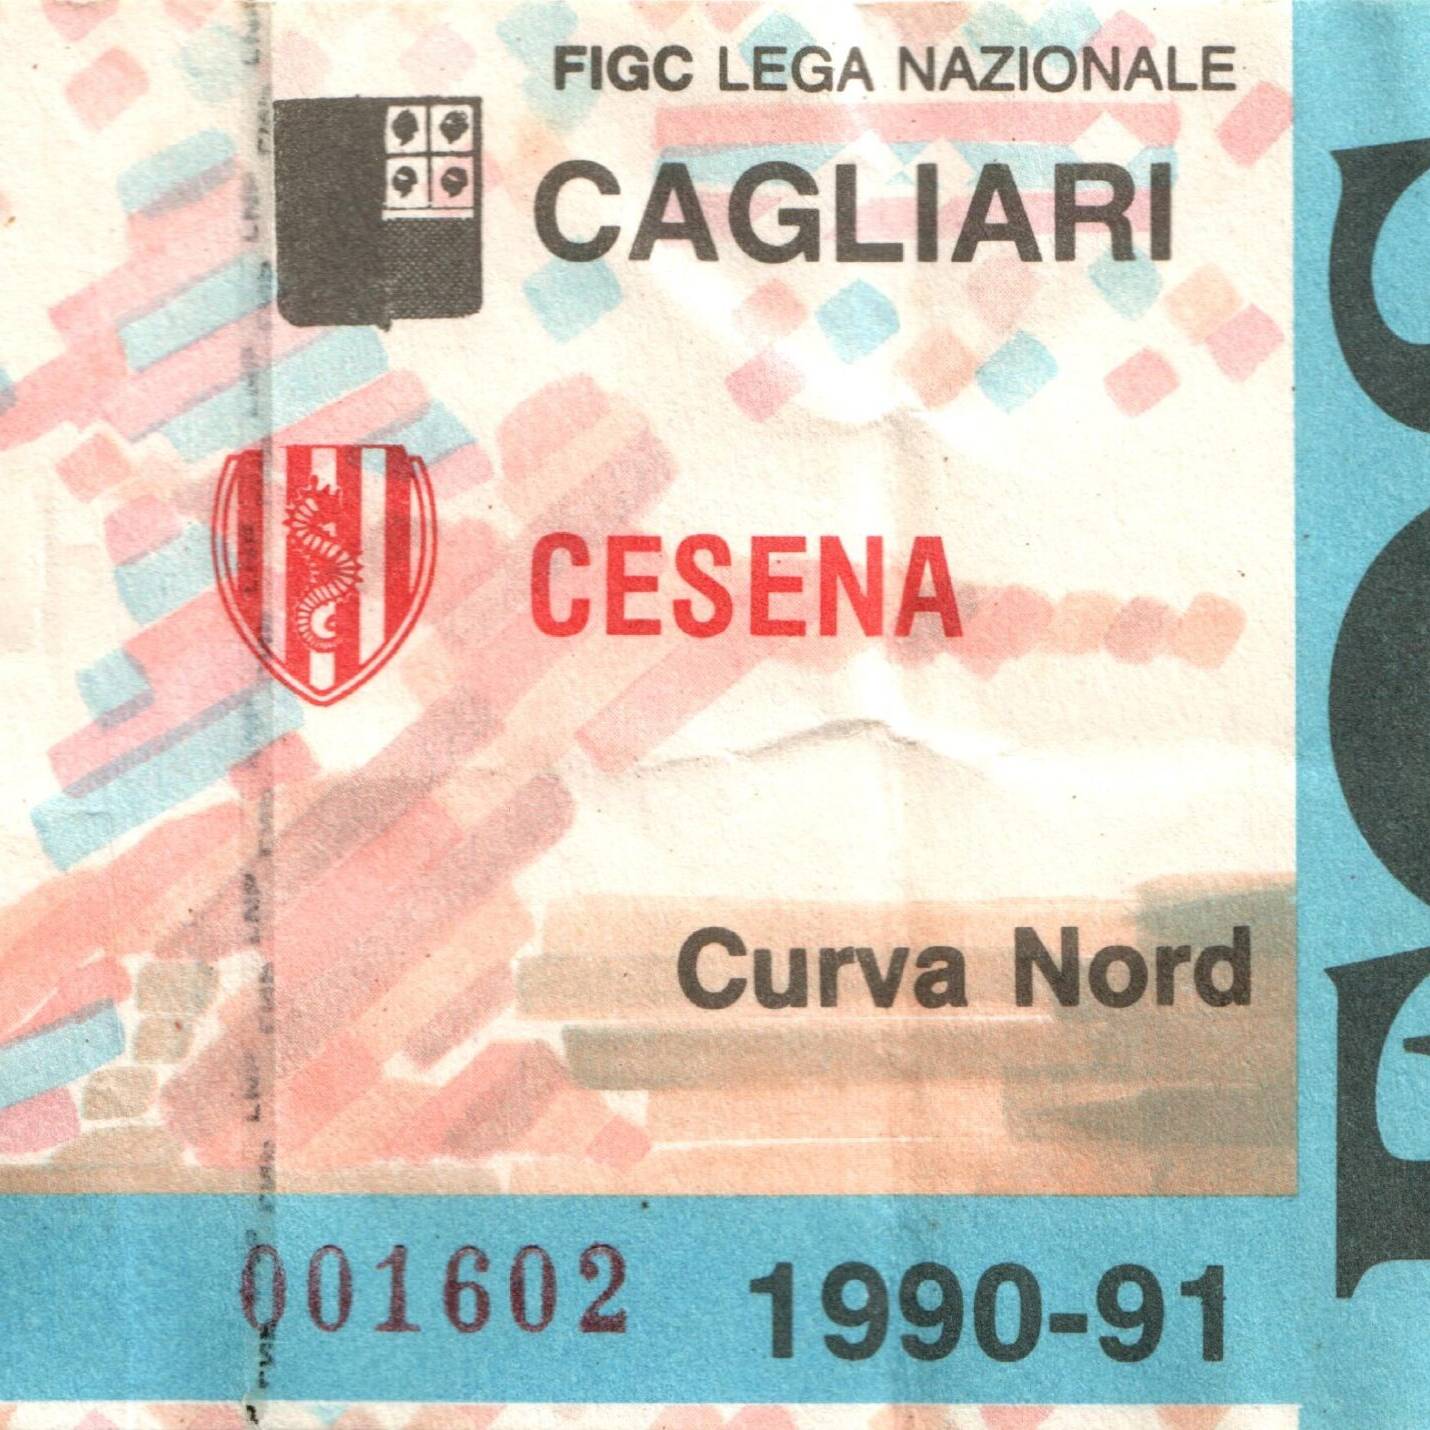 FIGC LEGA NAZIONALE
CAGLIARI
CESENA
Curva Nord
001602
1990-91